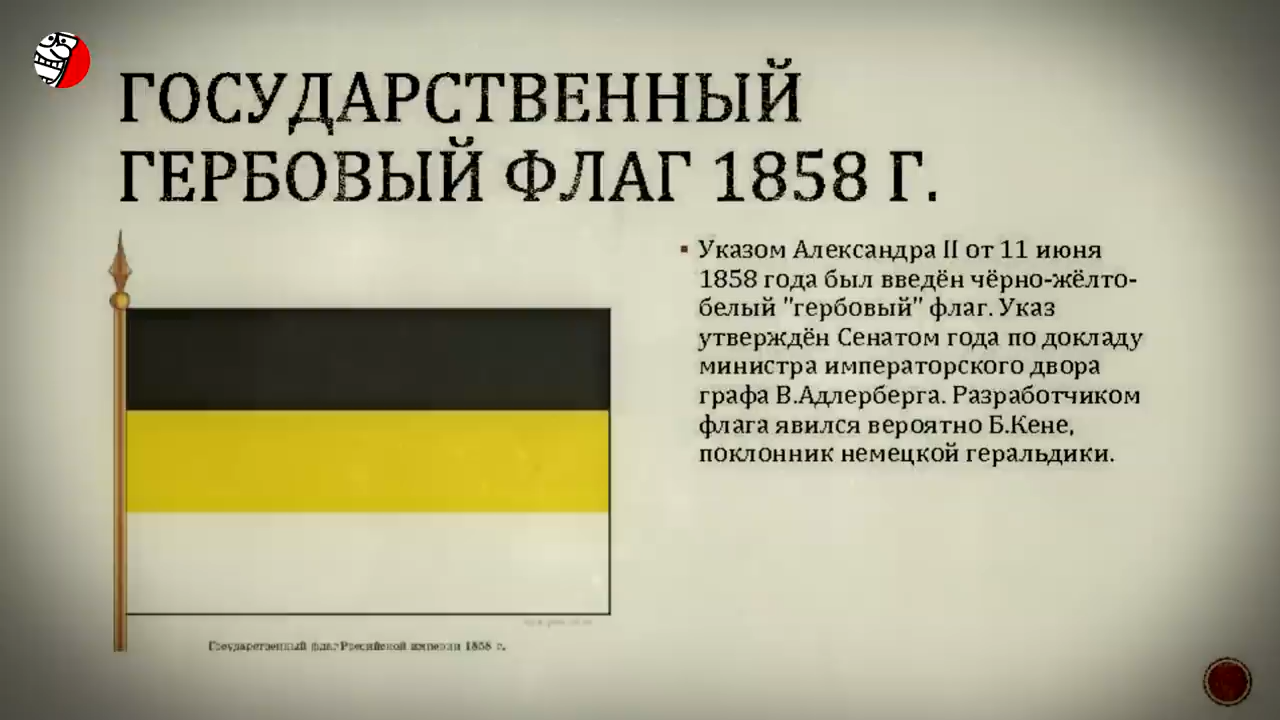 ГОСУДАРСТВЕННЫЙ
ГЕРБОВЫЙ ФЛАГ 1858 Г.
▪ Указом Александра II от 11 июня
1858 года был введён чёрно-жёлто-
белый "гербовый" флаг. Указ
утверждён Сенатом года по докладу
министра императорского двора
графа В.Адлерберга. Разработчиком
флага явился вероятно Б.Кене,
поклонник немецкой геральдики.
Государственный флаг Российской империи 1858 г.